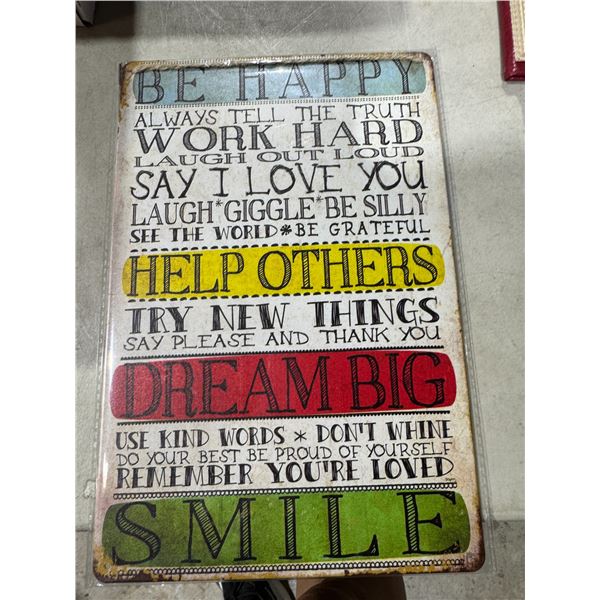 BE HAPPY
ALWAYS TELL THE TRUTH
WORK HARD
LAUGH OUT LOUD
SAY I LOVE YOU
LAUGH*GIGGLE*BE SILLY
SEE THE WORLD*BE GRATEFUL
HELP OTHERS
TRY NEW THINGS
SAY PLEASE AND THANK YOU
DREAM BIG
USE KIND WORDS * DON'T WHINE
DO YOUR BEST BE PROUD OF YOURSELF
REMEMBER YOU'RE LOVED
SMILE